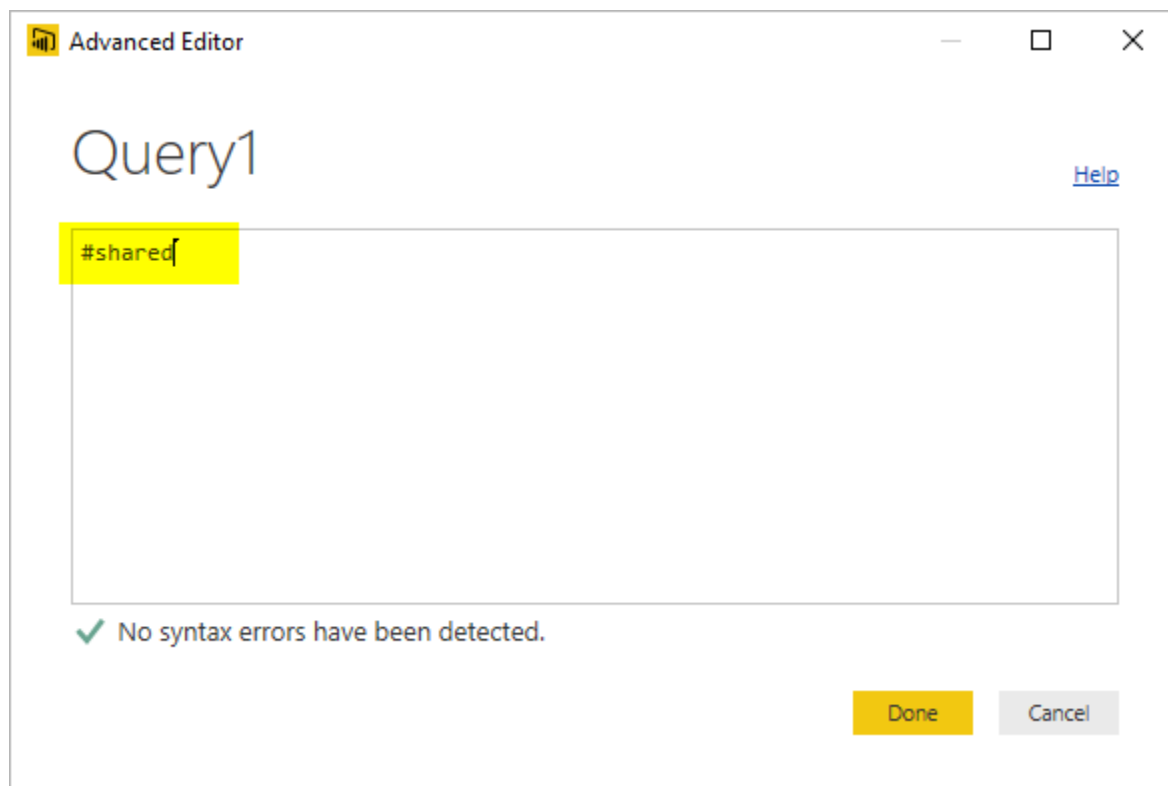 Advanced Editor
Query1
Help
#shared
No syntax errors have been detected.
Done
Cancel